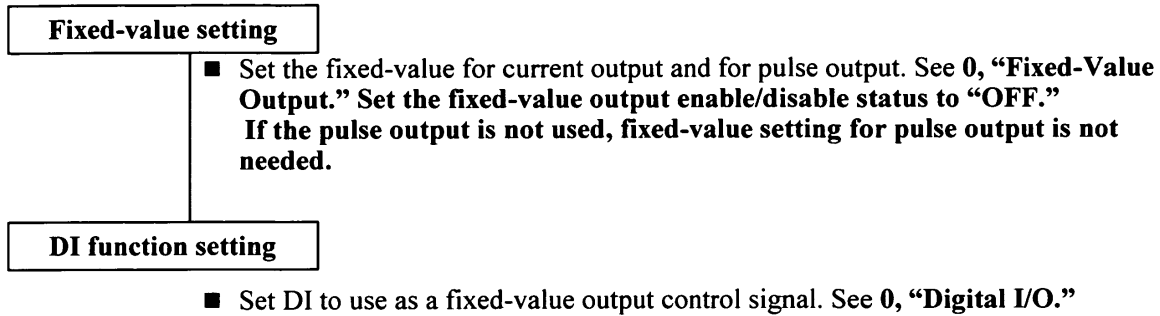 Fixed-value setting
■ Set the fixed-value for current output and for pulse output. See 0, “Fixed-Value
Output.” Set the fixed-value output enable/disable status to “OFF.”
If the pulse output is not used, fixed-value setting for pulse output is not
needed.
DI function setting
■ Set DI to use as a fixed-value output control signal. See 0, “Digital I/O.”